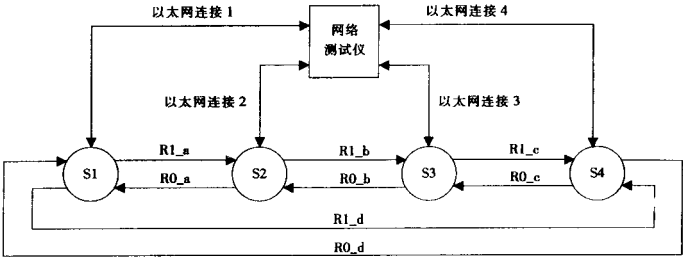 以太网连接 1
网络
测试仪
以太网连接 4
以太网连接 2
以太网连接 3
S1
R1_a
R0_a
S2
R1_b
R0_b
S3
R1_c
R0_c
S4
R1_d
R0_d